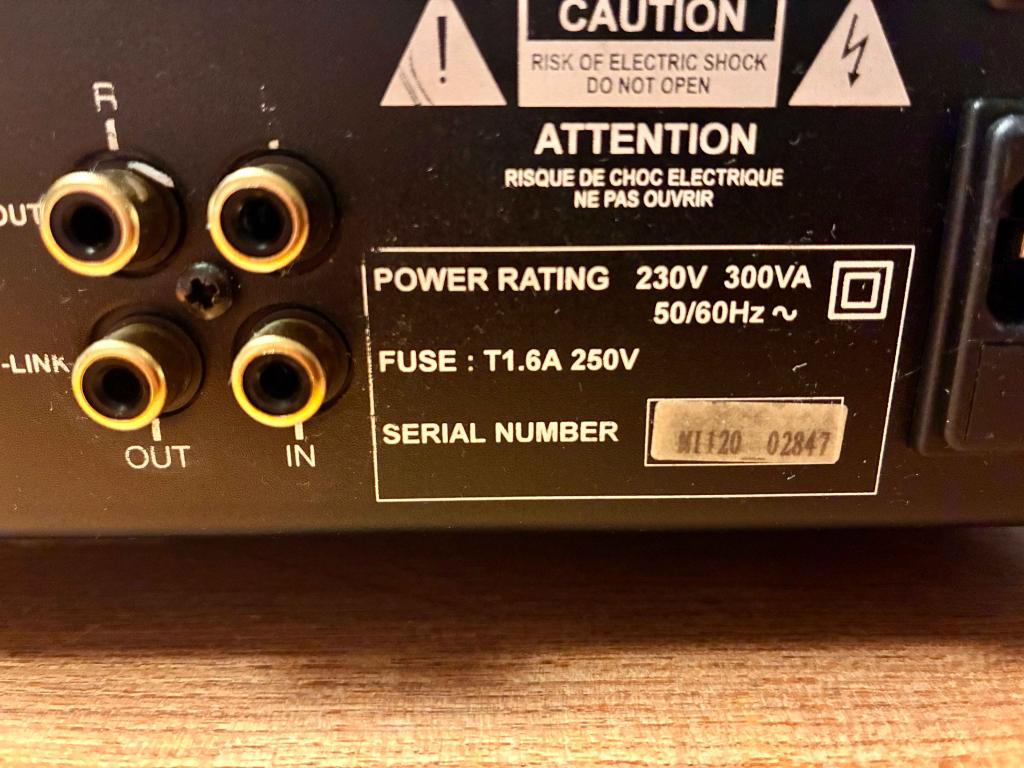 CAUTION
RISK OF ELECTRIC SHOCK
DO NOT OPEN
ATTENTION
RISQUE DE CHOC ELECTRIQUE
NE PAS OUVRIR
R L
OUT
-LINK
OUT IN
POWER RATING 230V 300VA
50/60Hz ~
FUSE : T1.6A 250V
SERIAL NUMBER MI120 02847